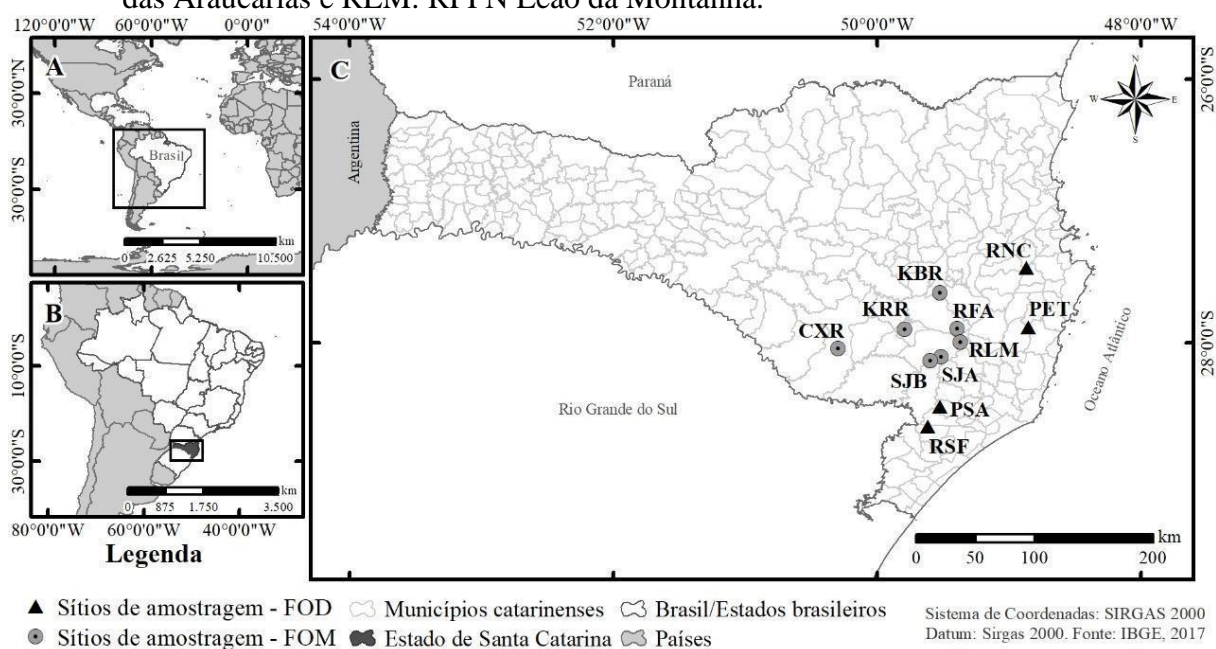 das Araucárias e RLM: RPPN Leão da Montanha.
120°0'0"W 60°0'0"W 0°0'0"
54°0'0"W 52°0'0"W 50°0'0"W 48°0'0"W
A
30°0'0"N
30°0'0"S
Brasil
km
0 2.625 5.250 10.500
B
10°0'0"S
30°0'0"S
km
0 875 1.750 3.500
80°0'0"W 60°0'0"W 40°0'0"W
C
Paraná
N
W E
S
26°0'0"S
28°0'0"S
Argentina
RNC
KBR
PET
KRR RFA
CXR
RLM
SJA
SJB
PSA
RSF
Rio Grande do Sul
Oceano Atlântico
km
0 50 100 200
Legenda
Sítios de amostragem - FOD Municípios catarinenses Brasil/Estados brasileiros
Sítios de amostragem - FOM Estado de Santa Catarina Países
Sistema de Coordenadas: SIRGAS 2000
Datum: Sirgas 2000. Fonte: IBGE, 2017